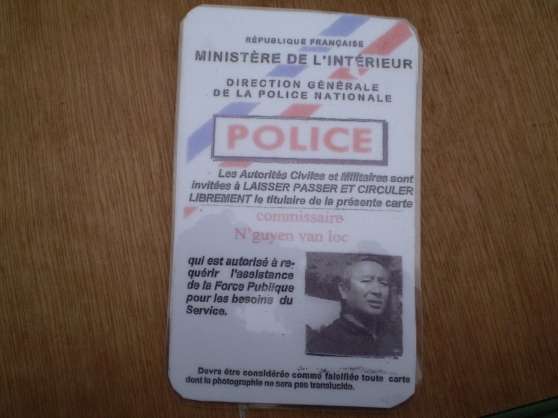 RÉPUBLIQUE FRANÇAISE
MINISTÈRE DE L'INTÉRIEUR
DIRECTION GÉNÉRALE
DE LA POLICE NATIONALE
POLICE
Les Autorités Civiles et Militaires sont
invitées à LAISSER PASSER ET CIRCULER
LIBREMENT le titulaire de la présente carte
commissaire
N'guyen van loc
qui est autorisé à re-
quérir l'assistance
de la Force Publique
pour les besoins du
Service.
Devra être considérée comme falsifiée toute carte
dont la photographie ne sera pas translucide.